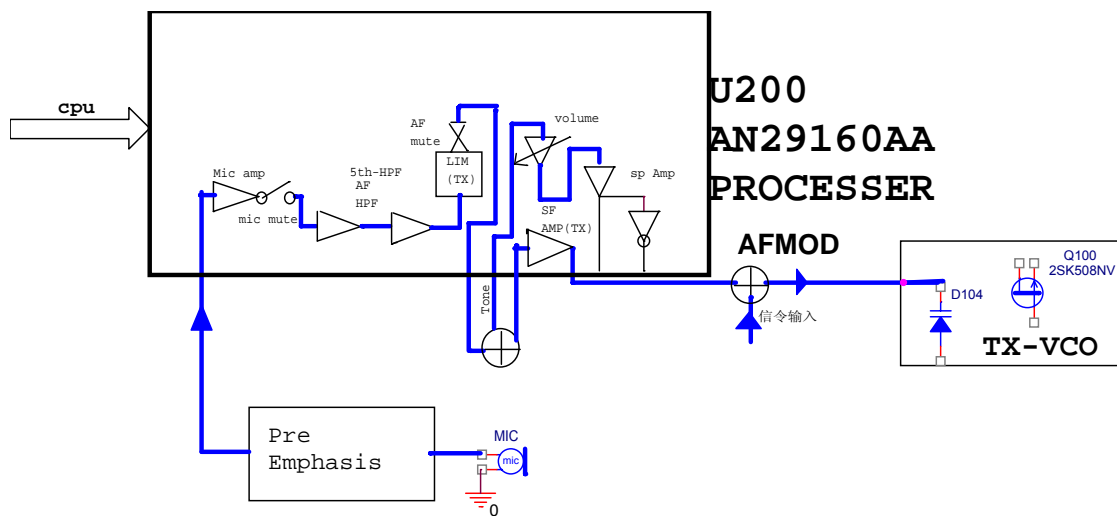 cpu
U200
AN29160AA
PROCESSER
AF
mute
volume
LIM
(TX)
Mic amp
5th-HPF
AF
HPF
mic mute
sp Amp
SF
AMP(TX)
AFMOD
Tone
信令输入
Q100
2SK508NV
D104
TX-VCO
Pre
Emphasis
MIC
mic
0